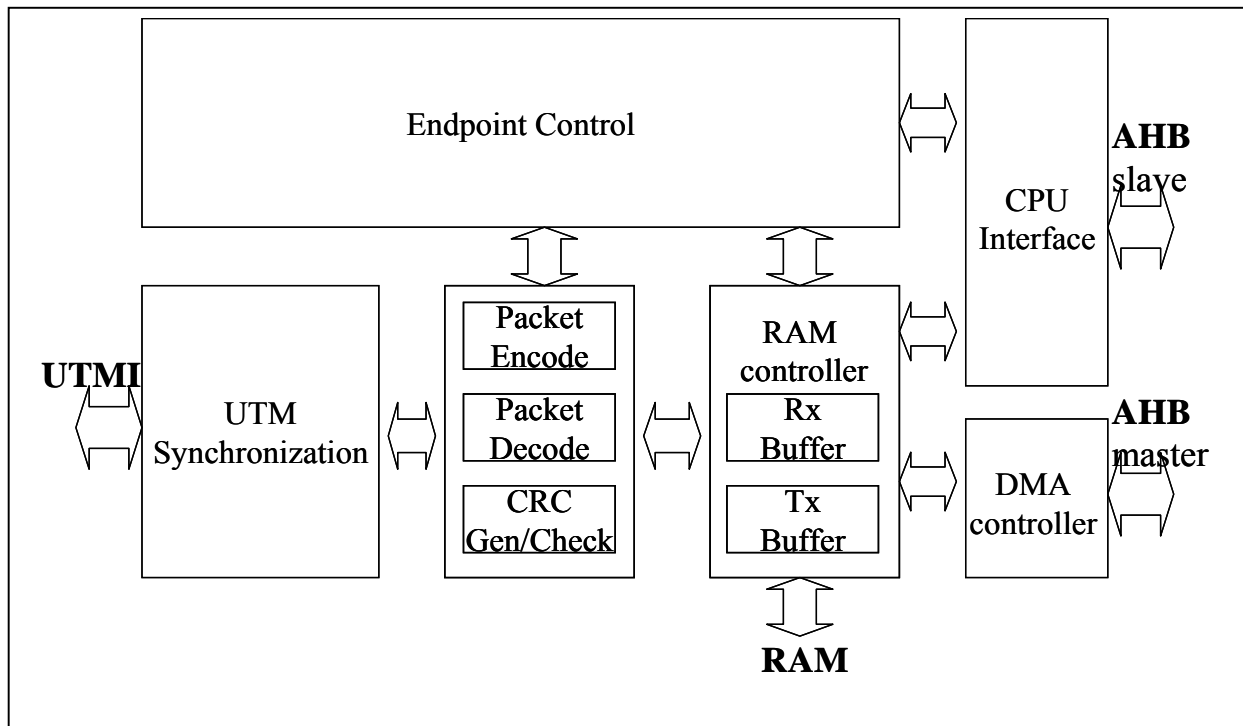 Endpoint Control
AHB
slave
CPU
Interface
UTMI
UTM
Synchronization
Packet
Encode
Packet
Decode
CRC
Gen/Check
RAM
controller
Rx
Buffer
Tx
Buffer
AHB
master
DMA
controller
RAM